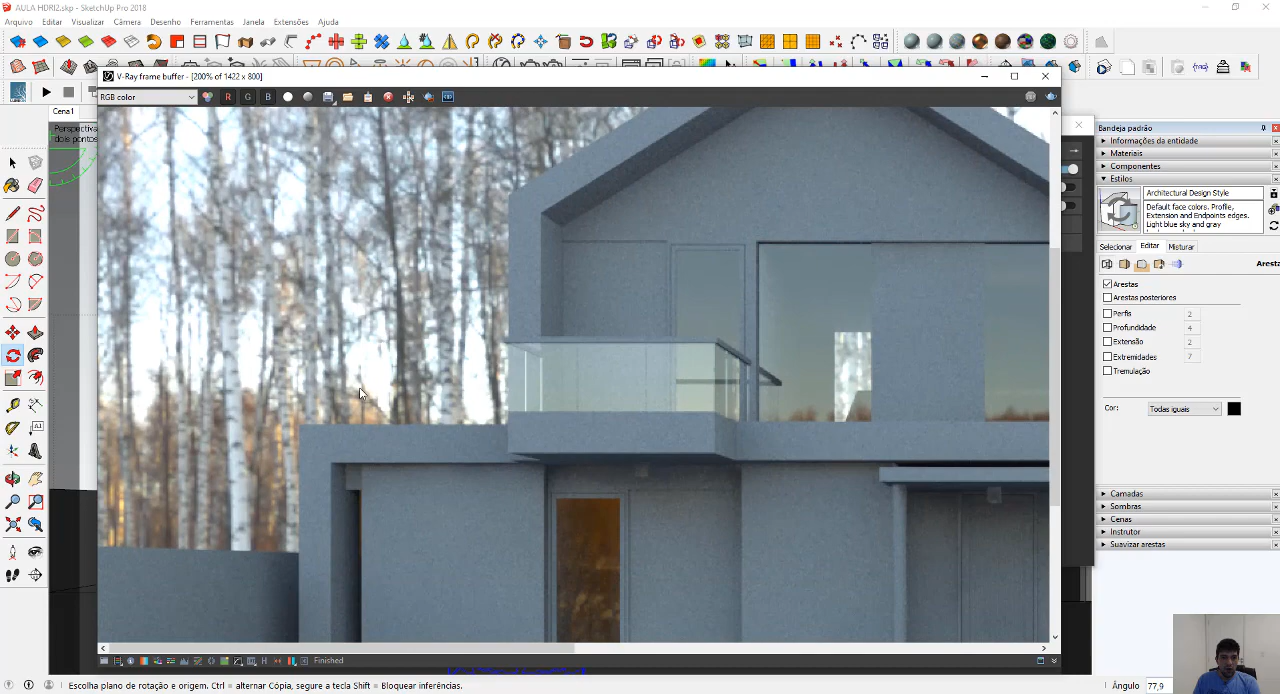 AULA HDRI2.skp - SketchUp Pro 2018
Arquivo Editar Visualizar Câmera Desenho Ferramentas Janela Extensões Ajuda
V-Ray frame buffer - [200% of 1422 x 800]
RGB color
R G B
Cena1
Perspectiva
dois pontos
Bandeja padrão
Informações da entidade
Materiais
Componentes
Estilos
Architectural Design Style
Default face colors. Profile,
Extension and Endpoints edges.
Light blue sky and gray
Selecionar Editar Misturar
Aresta
Arestas
Arestas posteriores
Perfis 2
Profundidade 4
Extensão 2
Extremidades 7
Tremulação
Cor: Todas iguais
Camadas
Sombras
Cenas
Instrutor
Suavizar arestas
Finished
Escolha plano de rotação e origem. Ctrl = alternar Cópia, segure a tecla Shift = Bloquear inferências.
Ângulo 77,9